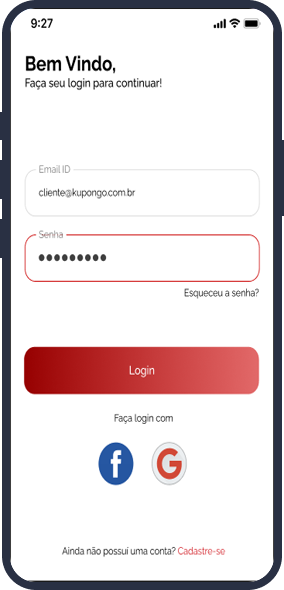 9:27
Bem Vindo,
Faça seu login para continuar!
Email ID
cliente@kupongo.com.br
Senha
Esqueceu a senha?
Login
Faça login com
f G
Ainda não possuí uma conta? Cadastre-se